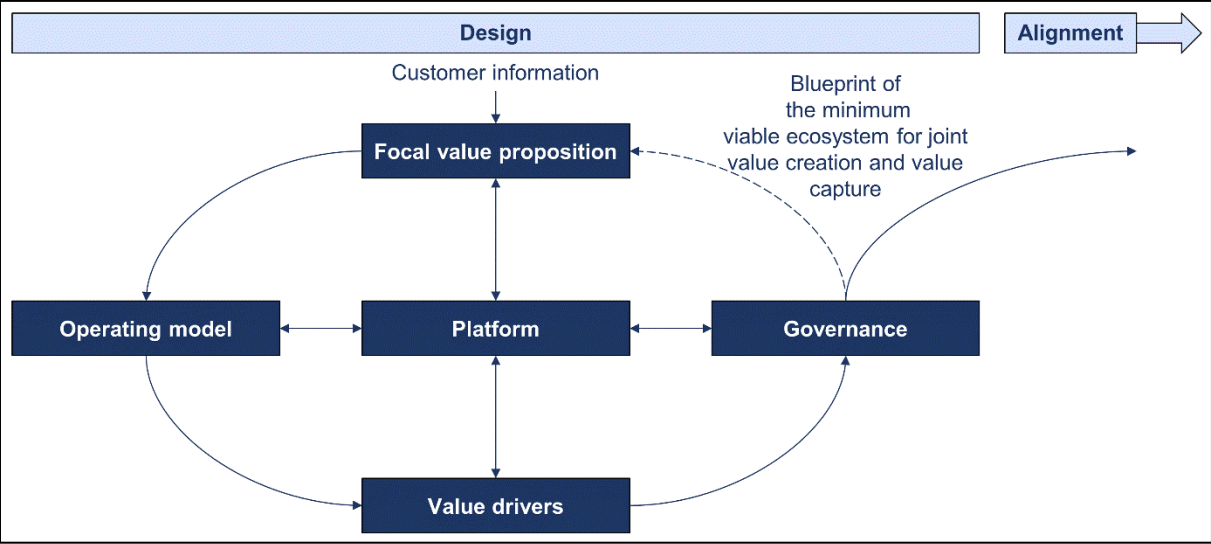 Design
Alignment
Customer information
Blueprint of
the minimum
viable ecosystem for joint
value creation and value
capture
Focal value proposition
Operating model
Platform
Governance
Value drivers